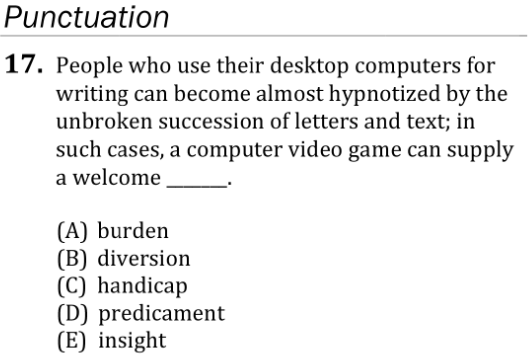 Punctuation
17. People who use their desktop computers for
writing can become almost hypnotized by the
unbroken succession of letters and text; in
such cases, a computer video game can supply
a welcome ______.
(A) burden
(B) diversion
(C) handicap
(D) predicament
(E) insight